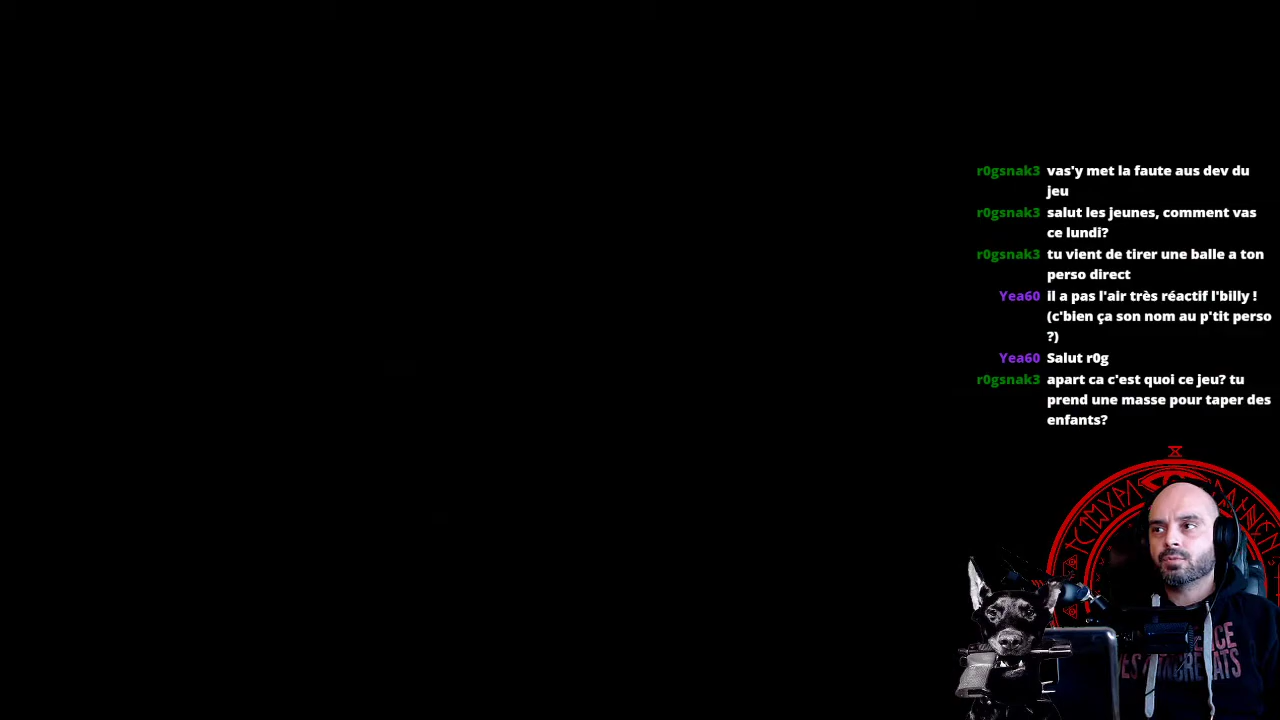 r0gsnak3 vas'y met la faute aus dev du
jeu
r0gsnak3 salut les jeunes, comment vas
ce lundi?
r0gsnak3 tu vient de tirer une balle a ton
perso direct
Yea60 il a pas l'air très réactif l'billy !
(c'bien ça son nom au p'tit perso
?)
Yea60 Salut r0g
r0gsnak3 apart ca c'est quoi ce jeu? tu
prend une masse pour taper des
enfants?